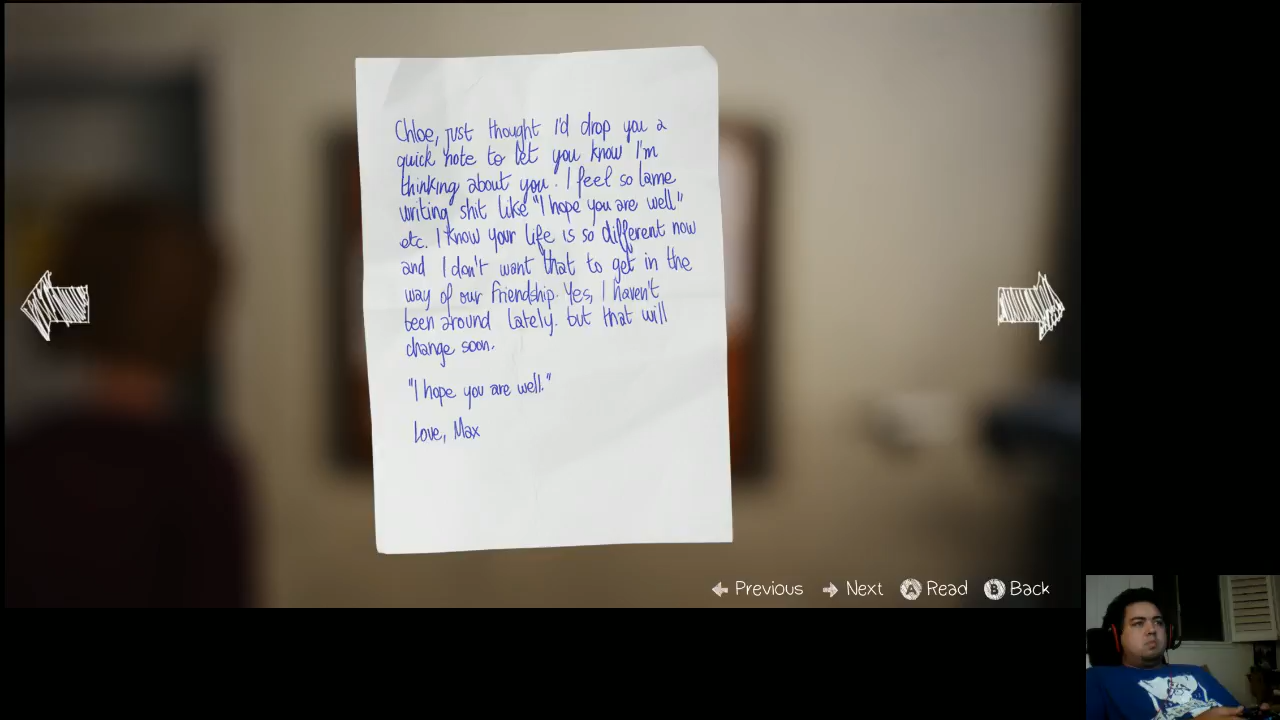 Chloe, just thought I'd drop you a
quick note to let you know I'm
thinking about you. I feel so lame
writing shit like "I hope you are well"
etc. I know your life is so different now
and I don't want that to get in the
way of our friendship. Yes, I haven't
been around lately. but that will
change soon.
"I hope you are well."
Love, Max
Previous Next A Read B Back